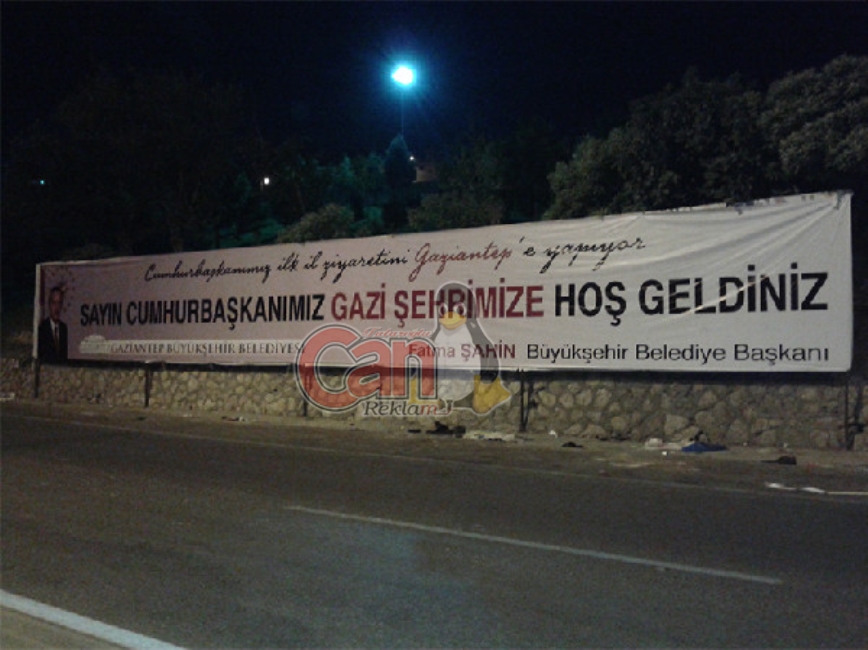 Cumhurbaşkanımız ilk il ziyaretini Gaziantep'e yapıyor
SAYIN CUMHURBAŞKANIMIZ GAZİ ŞEHRİMİZE HOŞ GELDİNİZ
GAZİANTEP BÜYÜKŞEHİR BELEDİYESİ
Fatma ŞAHİN Büyükşehir Belediye Başkanı
Can
Reklam